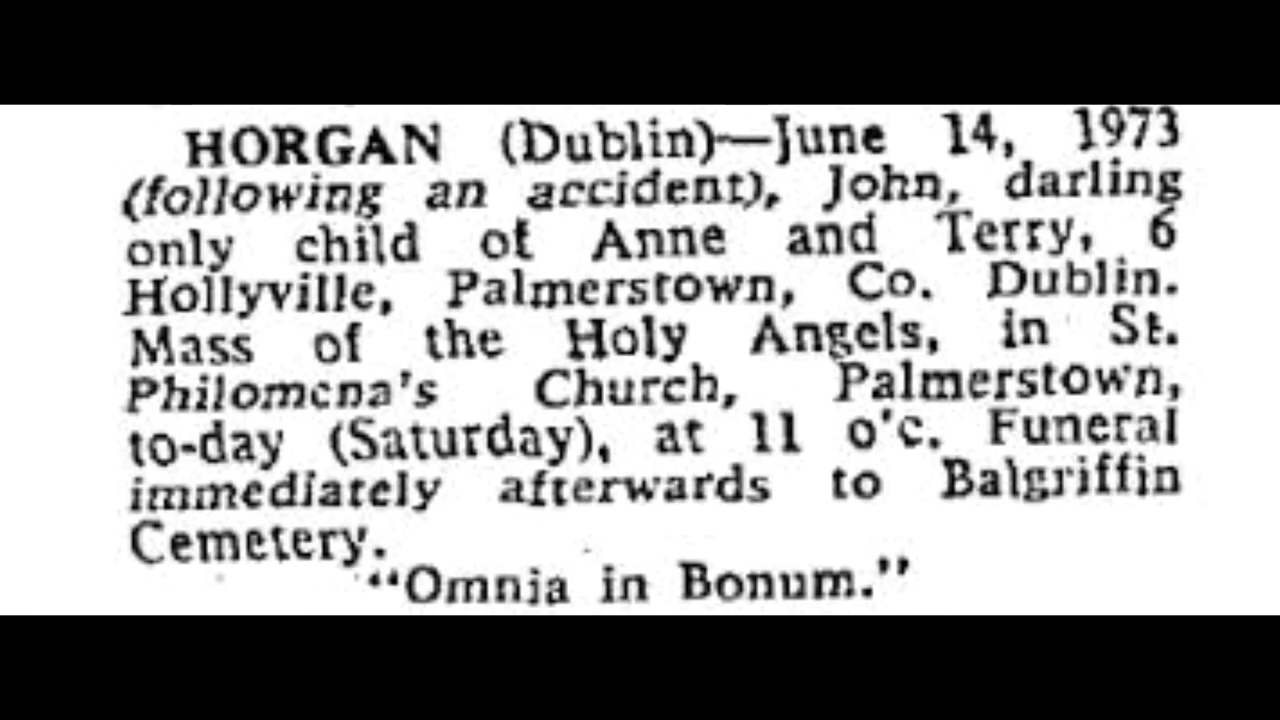 HORGAN (Dublin)—June 14, 1973
(following an accident), John, darling
only child of Anne and Terry, 6
Hollyville, Palmerstown, Co. Dublin.
Mass of the Holy Angels, in St.
Philomena's Church, Palmerstown,
to-day (Saturday), at 11 o'c. Funeral
immediately afterwards to Balgriffin
Cemetery.
"Omnia in Bonum."